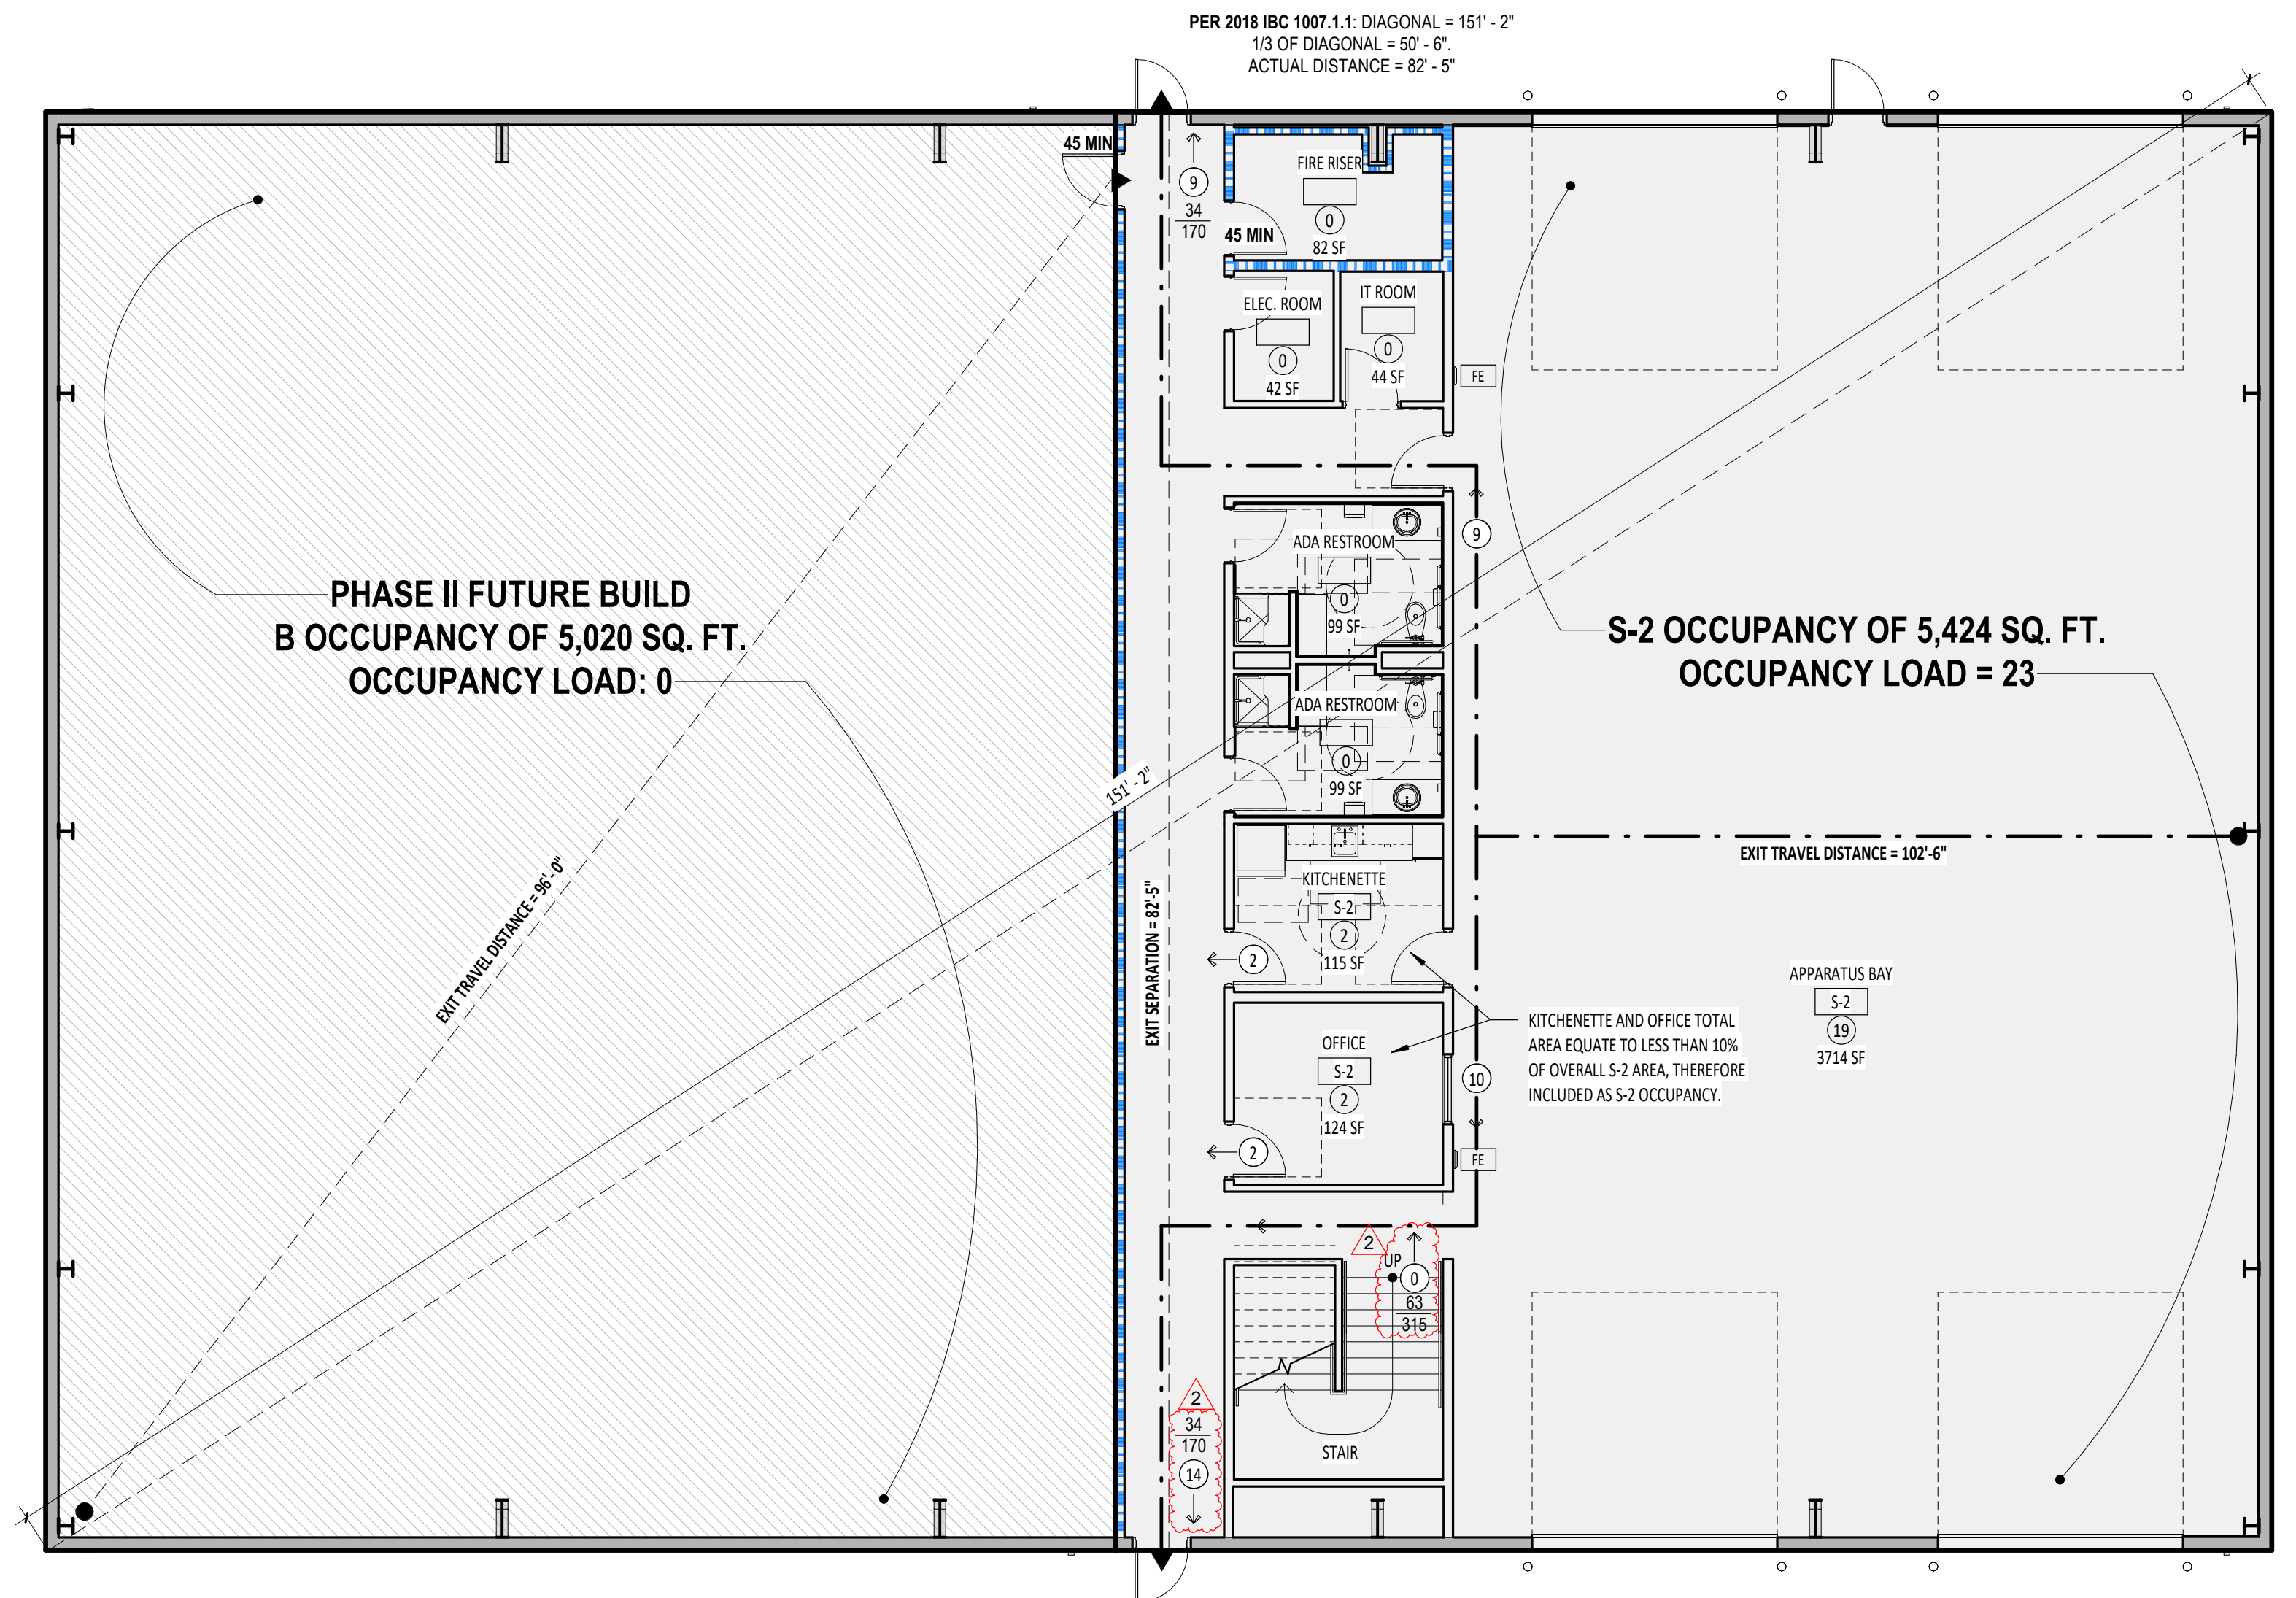 PER 2018 IBC 1007.1.1: DIAGONAL = 151' - 2"
1/3 OF DIAGONAL = 50' - 6".
ACTUAL DISTANCE = 82' - 5"
45 MIN
9
34
170
45 MIN
FIRE RISER
0
82 SF
ELEC. ROOM
0
42 SF
IT ROOM
0
44 SF
FE
9
ADA RESTROOM
0
99 SF
ADA RESTROOM
0
99 SF
PHASE II FUTURE BUILD
B OCCUPANCY OF 5,020 SQ. FT.
OCCUPANCY LOAD: 0
S-2 OCCUPANCY OF 5,424 SQ. FT.
OCCUPANCY LOAD = 23
151' - 2"
EXIT TRAVEL DISTANCE = 96'-0"
EXIT SEPARATION = 82'-5"
EXIT TRAVEL DISTANCE = 102'-6"
KITCHENETTE
S-2
2
115 SF
2
OFFICE
S-2
2
124 SF
2
KITCHENETTE AND OFFICE TOTAL
AREA EQUATE TO LESS THAN 10%
OF OVERALL S-2 AREA, THEREFORE
INCLUDED AS S-2 OCCUPANCY.
APPARATUS BAY
S-2
19
3714 SF
10
FE
2
UP
0
63
315
2
34
170
14
STAIR